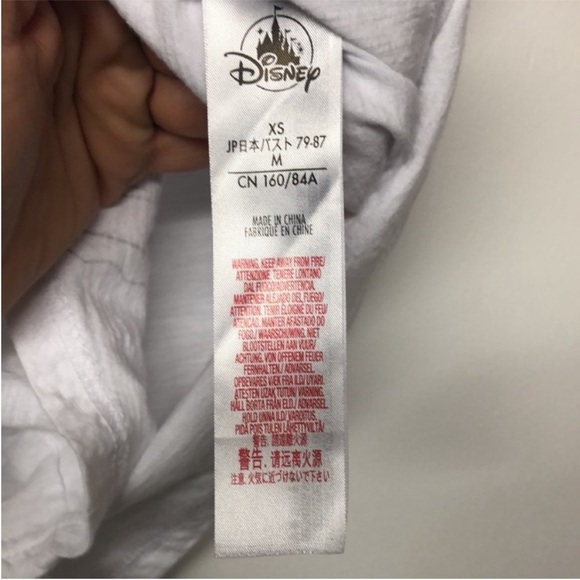 Disney
XS
JP日本バスト 79-87
M
CN 160/84A
MADE IN CHINA
FABRIQUÉ EN CHINE
WARNING. KEEP AWAY FROM FIRE/
ATTENZIONE. TENERE LONTANO
DAL FUOCO/ADVERTENCIA.
MANTENER ALEJADO DEL FUEGO/
ATTENTION. TENIR ÉLOIGNÉ DU FEU/
ATENÇÃO. MANTER AFASTADO DO
FOGO/ WAARSCHUWING. NIET
BLOOTSTELLEN AAN VUUR/
ACHTUNG. VON OFFENEM FEUER
FERNHALTEN/ ADVARSEL.
OPBEVARES VÆK FRA ILD/ UYARI.
ATEŞTEN UZAK TUTUN/ VARNING.
HÅLL BORTA FRÅN ELD./ ADVARSEL.
HOLD UNNA ILD/ VAROITUS.
PIDÄ POIS TULEN LÄHETTYVILTÄ/
警告. 請遠離火源
警告. 请远离火源
注意. 火気に近づけないで下さい